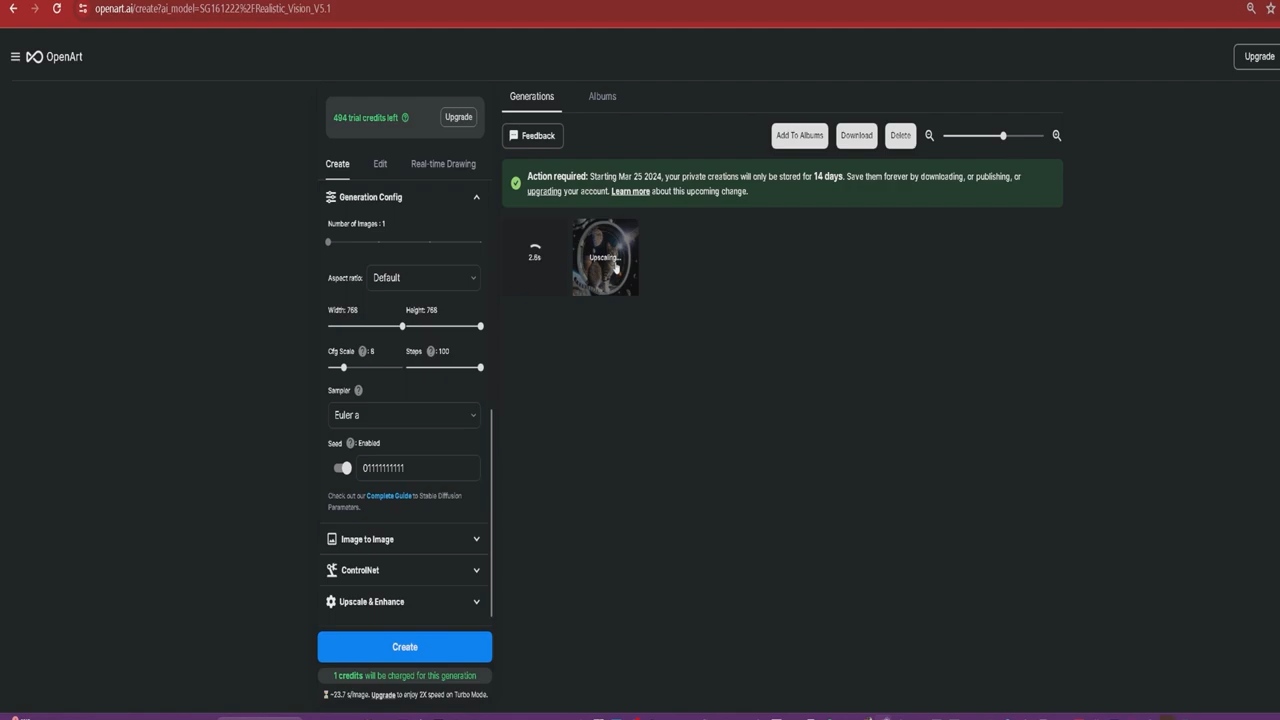 openart.ai/create?ai_model=SG161222%2FRealistic_Vision_V5.1
OpenArt
Upgrade
494 trial credits left
Upgrade
Create
Edit
Real-time Drawing
Generation Config
Number of Images : 1
Aspect ratio:
Default
Width: 768
Height: 768
Cfg Scale ? : 6
Steps ? : 100
Sampler ?
Euler a
Seed ? : Enabled
01111111111
Check out our Complete Guide to Stable Diffusion
Parameters.
Image to Image
ControlNet
Upscale & Enhance
Create
1 credits will be charged for this generation
~23.7 s/image. Upgrade to enjoy 2X speed on Turbo Mode.
Generations
Albums
Feedback
Add To Albums
Download
Delete
Action required: Starting Mar 25 2024, your private creations will only be stored for 14 days. Save them forever by downloading, or publishing, or
upgrading your account. Learn more about this upcoming change.
2.6s
Upscaling...